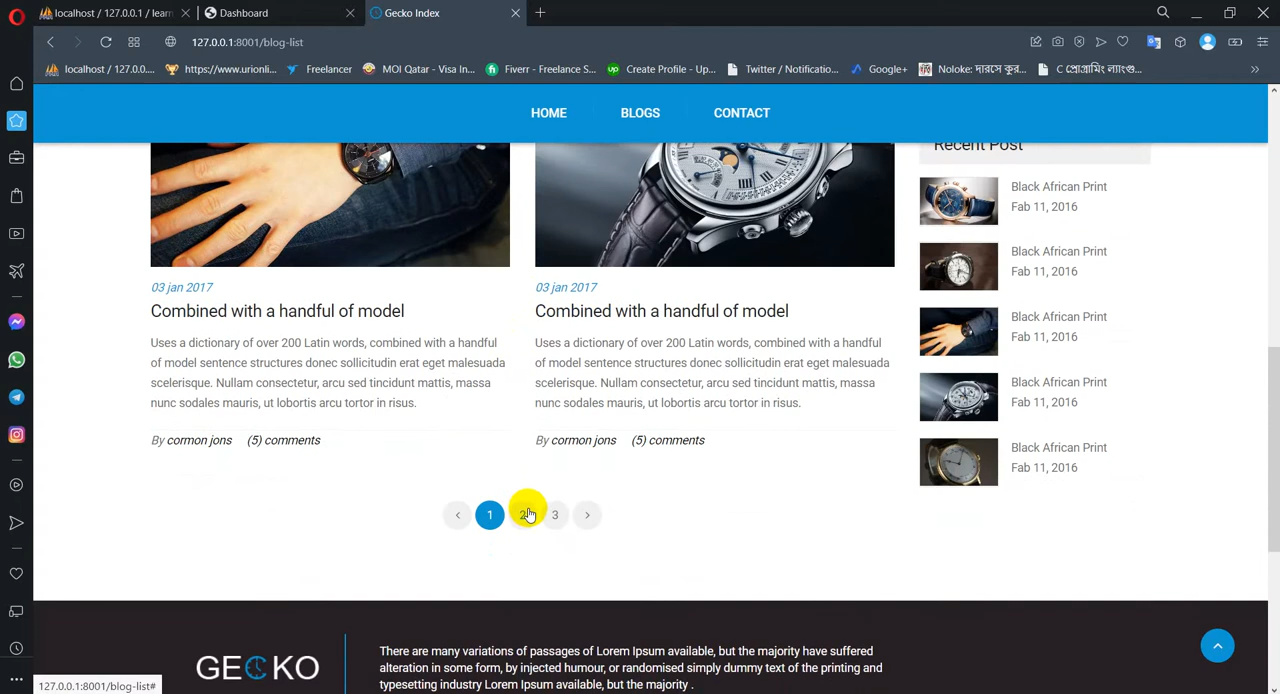 localhost / 127.0.0.1 / learn
Dashboard
Gecko Index
127.0.0.1:8001/blog-list
localhost / 127.0.0....
https://www.urionli...
Freelancer
MOI Qatar - Visa In...
Fiverr - Freelance S...
Create Profile - Up...
Twitter / Notificatio...
Google+
Noloke: দারসে কুর...
C প্রোগ্রামিং ল্যাংগু...
HOME
BLOGS
CONTACT
Recent Post
Black African Print
Fab 11, 2016
Black African Print
Fab 11, 2016
Black African Print
Fab 11, 2016
Black African Print
Fab 11, 2016
Black African Print
Fab 11, 2016
03 jan 2017
Combined with a handful of model
Uses a dictionary of over 200 Latin words, combined with a handful
of model sentence structures donec sollicitudin erat eget malesuada
scelerisque. Nullam consectetur, arcu sed tincidunt mattis, massa
nunc sodales mauris, ut lobortis arcu tortor in risus.
By cormon jons (5) comments
03 jan 2017
Combined with a handful of model
Uses a dictionary of over 200 Latin words, combined with a handful
of model sentence structures donec sollicitudin erat eget malesuada
scelerisque. Nullam consectetur, arcu sed tincidunt mattis, massa
nunc sodales mauris, ut lobortis arcu tortor in risus.
By cormon jons (5) comments
‹ 1 2 3 ›
GECKO
There are many variations of passages of Lorem Ipsum available, but the majority have suffered
alteration in some form, by injected humour, or randomised simply dummy text of the printing and
typesetting industry Lorem Ipsum available, but the majority .
127.0.0.1:8001/blog-list#